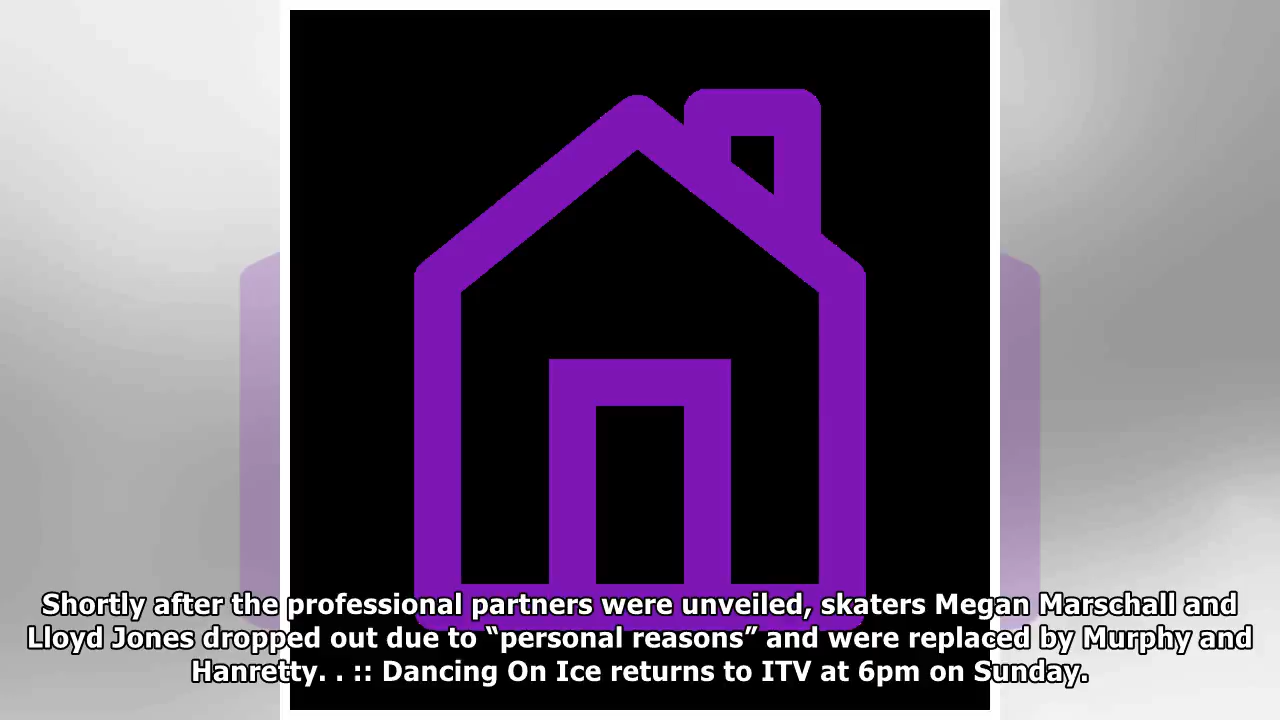 Shortly after the professional partners were unveiled, skaters Megan Marschall and
Lloyd Jones dropped out due to “personal reasons” and were replaced by Murphy and
Hanretty. . :: Dancing On Ice returns to ITV at 6pm on Sunday.